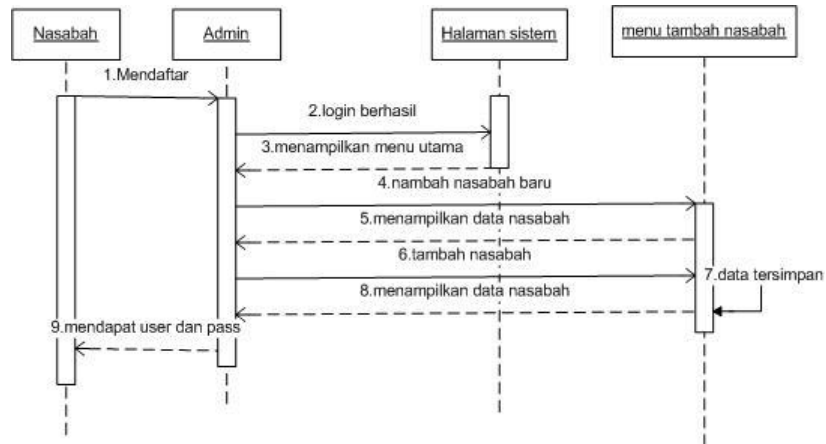 Nasabah
Admin
Halaman sistem
menu tambah nasabah
1.Mendaftar
2.login berhasil
3.menampilkan menu utama
4.nambah nasabah baru
5.menampilkan data nasabah
6.tambah nasabah
7.data tersimpan
8.menampilkan data nasabah
9.mendapat user dan pass